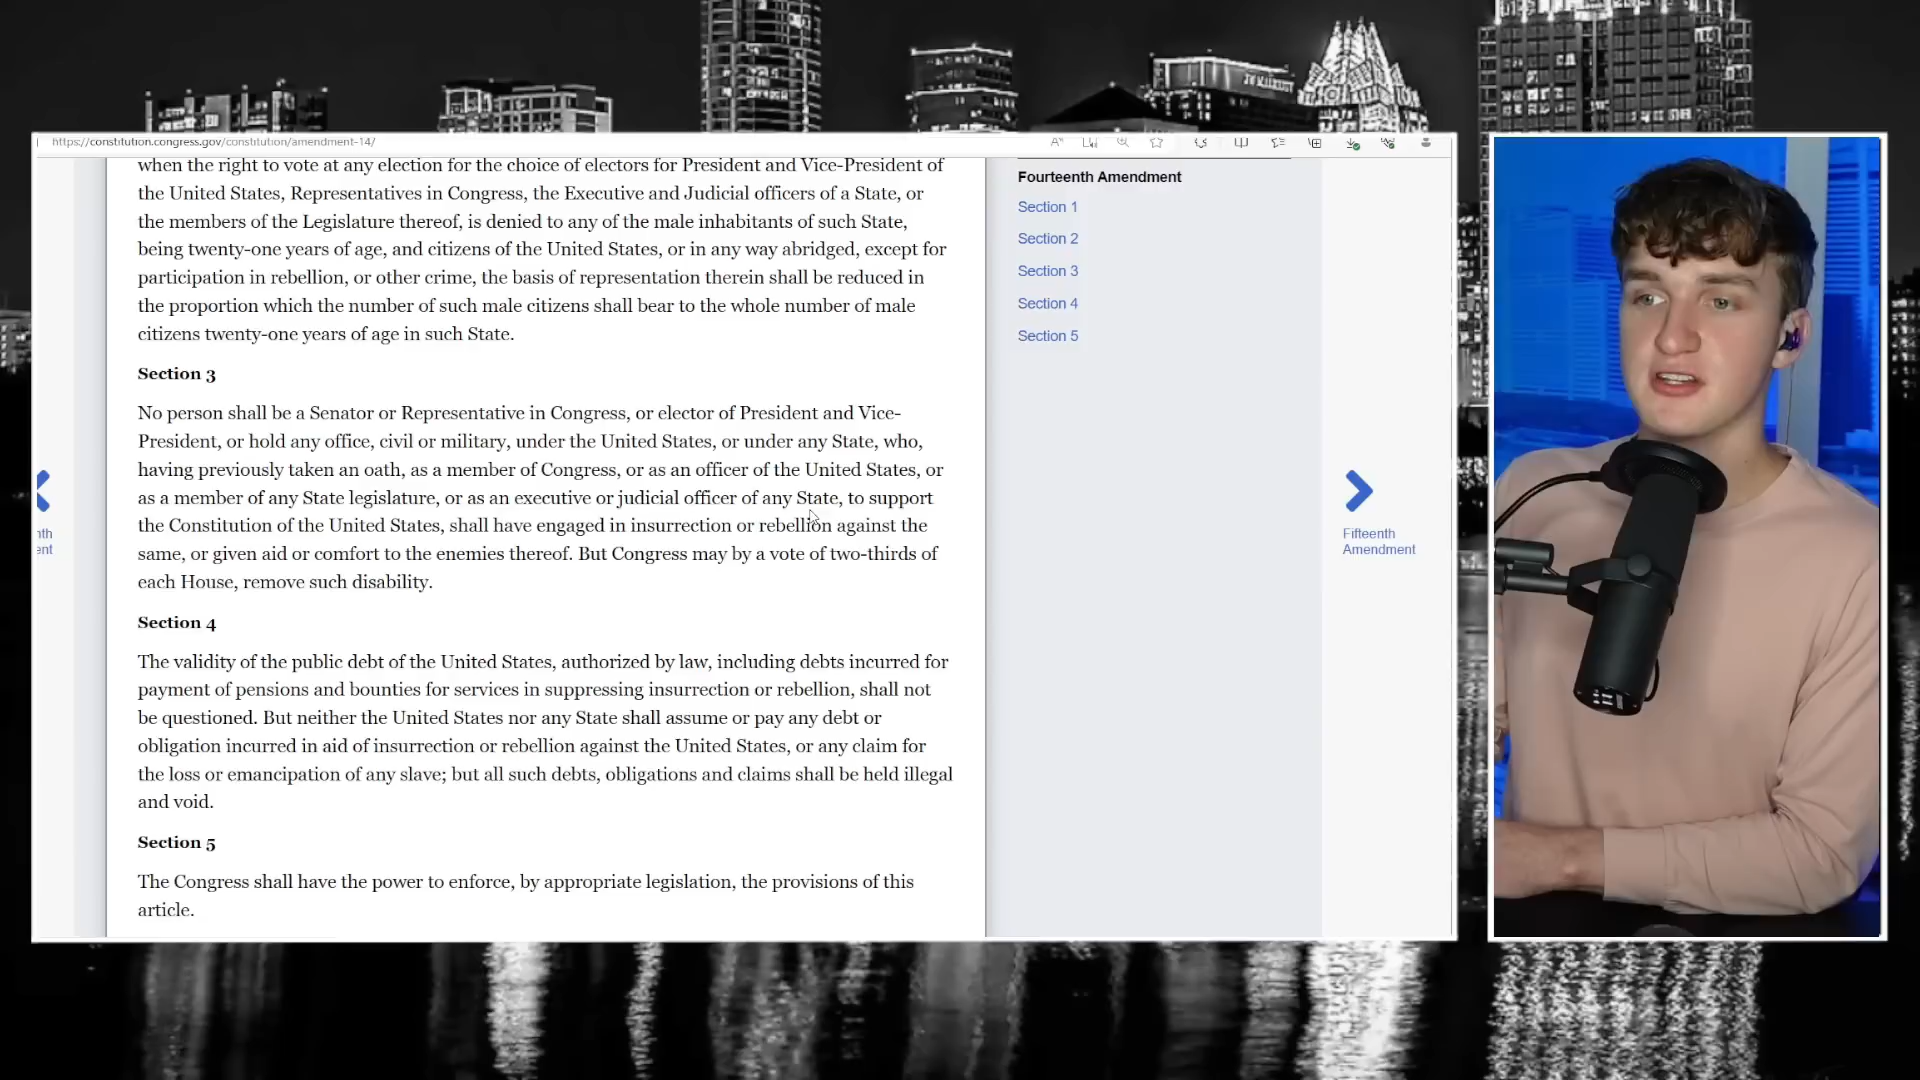 https://constitution.congress.gov/constitution/amendment-14/
when the right to vote at any election for the choice of electors for President and Vice-President of
the United States, Representatives in Congress, the Executive and Judicial officers of a State, or
the members of the Legislature thereof, is denied to any of the male inhabitants of such State,
being twenty-one years of age, and citizens of the United States, or in any way abridged, except for
participation in rebellion, or other crime, the basis of representation therein shall be reduced in
the proportion which the number of such male citizens shall bear to the whole number of male
citizens twenty-one years of age in such State.
Section 3
No person shall be a Senator or Representative in Congress, or elector of President and Vice-
President, or hold any office, civil or military, under the United States, or under any State, who,
having previously taken an oath, as a member of Congress, or as an officer of the United States, or
as a member of any State legislature, or as an executive or judicial officer of any State, to support
the Constitution of the United States, shall have engaged in insurrection or rebellion against the
same, or given aid or comfort to the enemies thereof. But Congress may by a vote of two-thirds of
each House, remove such disability.
Section 4
The validity of the public debt of the United States, authorized by law, including debts incurred for
payment of pensions and bounties for services in suppressing insurrection or rebellion, shall not
be questioned. But neither the United States nor any State shall assume or pay any debt or
obligation incurred in aid of insurrection or rebellion against the United States, or any claim for
the loss or emancipation of any slave; but all such debts, obligations and claims shall be held illegal
and void.
Section 5
The Congress shall have the power to enforce, by appropriate legislation, the provisions of this
article.
nth
ent
Fourteenth Amendment
Section 1
Section 2
Section 3
Section 4
Section 5
Fifteenth
Amendment